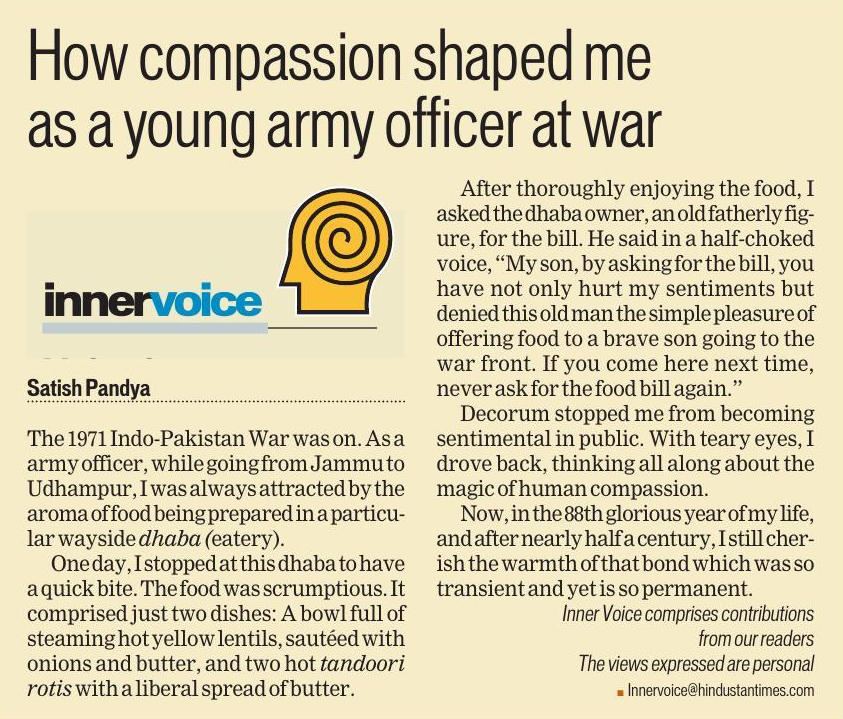 How compassion shaped me
as a young army officer at war
innervoice
Satish Pandya
The 1971 Indo-Pakistan War was on. As a
army officer, while going from Jammu to
Udhampur, I was always attracted by the
aroma of food being prepared in a particu-
lar wayside dhaba (eatery).
One day, I stopped at this dhaba to have
a quick bite. The food was scrumptious. It
comprised just two dishes: A bowl full of
steaming hot yellow lentils, sautéed with
onions and butter, and two hot tandoori
rotis with a liberal spread of butter.
After thoroughly enjoying the food, I
asked the dhaba owner, an old fatherly fig-
ure, for the bill. He said in a half-choked
voice, “My son, by asking for the bill, you
have not only hurt my sentiments but
denied this old man the simple pleasure of
offering food to a brave son going to the
war front. If you come here next time,
never ask for the food bill again.”
Decorum stopped me from becoming
sentimental in public. With teary eyes, I
drove back, thinking all along about the
magic of human compassion.
Now, in the 88th glorious year of my life,
and after nearly half a century, I still cher-
ish the warmth of that bond which was so
transient and yet is so permanent.
Inner Voice comprises contributions
from our readers
The views expressed are personal
■ Innervoice@hindustantimes.com